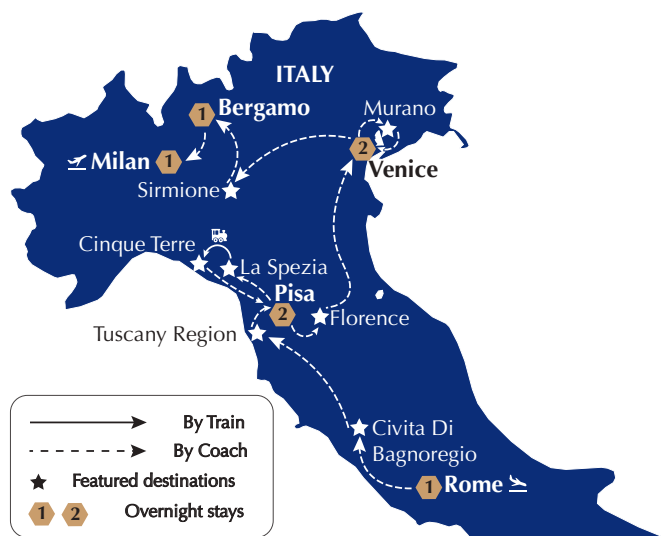 ITALY
Murano
1
Bergamo
2
Venice
Milan
1
Sirmione
Cinque Terre
La Spezia
Pisa
2
Florence
Tuscany Region
Civita Di
Bagnoregio
1
Rome
By Train
By Coach
Featured destinations
1
2
Overnight stays